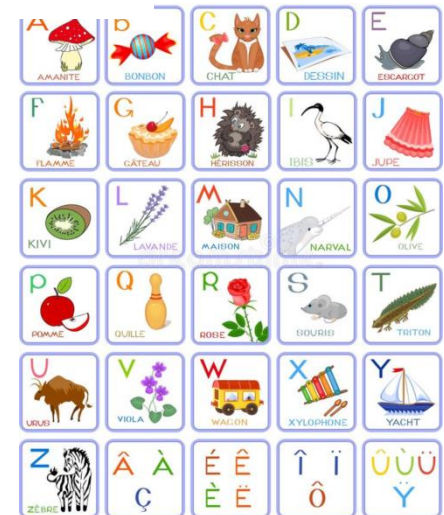 A
AMANITE
B
BONBON
C
CHAT
D
DESSIN
E
ESCARGOT
F
FLAMME
G
GÂTEAU
H
HÉRISSON
I
IBIS
J
JUPE
K
KIVI
L
LAVANDE
M
MAISON
N
NARVAL
O
OLIVE
P
POMME
Q
QUILLE
R
ROSE
S
SOURIS
T
TRITON
U
URUS
V
VIOLA
W
WAGON
X
XYLOPHONE
Y
YACHT
Z
ZÈBRE
Â À
Ç
É Ê
È Ë
Î Ï
Ô
Û Ù Ü
Ÿ